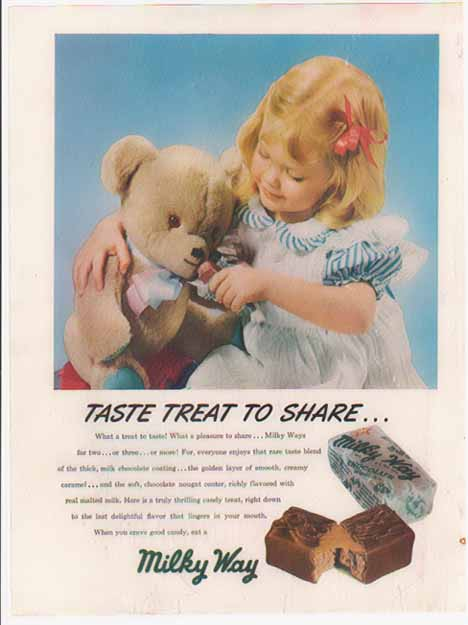 TASTE TREAT TO SHARE...
What a treat to taste! What a pleasure to share... Milky Ways
for two...or three...or more! For, everyone enjoys that rare taste blend
of the thick, milk chocolate coating...the golden layer of smooth, creamy
caramel...and the soft, chocolate nougat center, richly flavored with
real malted milk. Here is a truly thrilling candy treat, right down
to the last delightful flavor that lingers in your mouth.
When you crave good candy, eat a
Milky Way
Milky Way